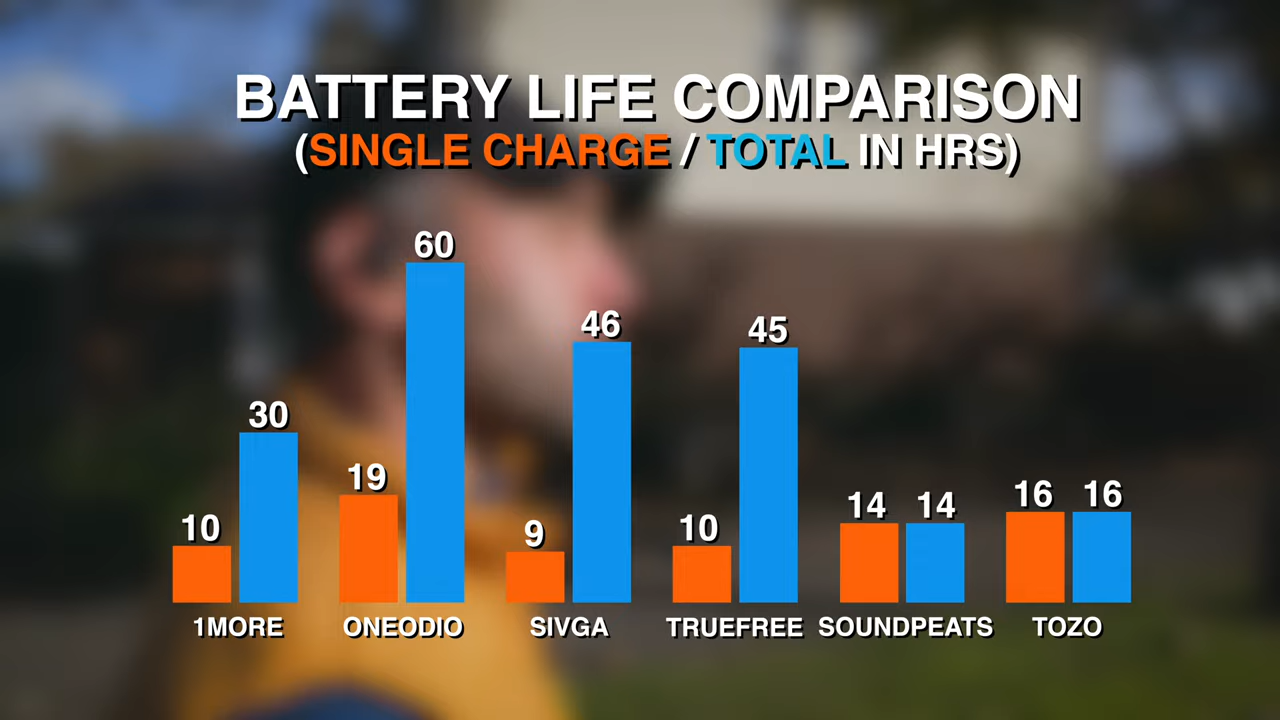 BATTERY LIFE COMPARISON
(SINGLE CHARGE / TOTAL IN HRS)
60
46
45
30
19
14
14
16
16
10
9
10
1MORE
ONEODIO
SIVGA
TRUEFREE
SOUNDPEATS
TOZO